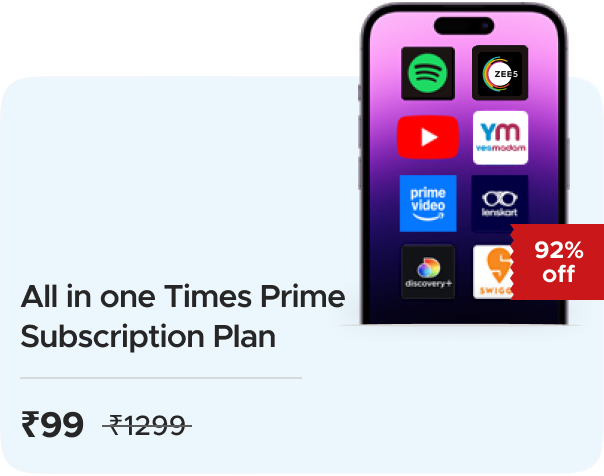 ZEE5
YM
yesmadam
prime
video
lenskart
discovery+
SWIGG
92%
off
All in one Times Prime
Subscription Plan
₹99 ₹1299